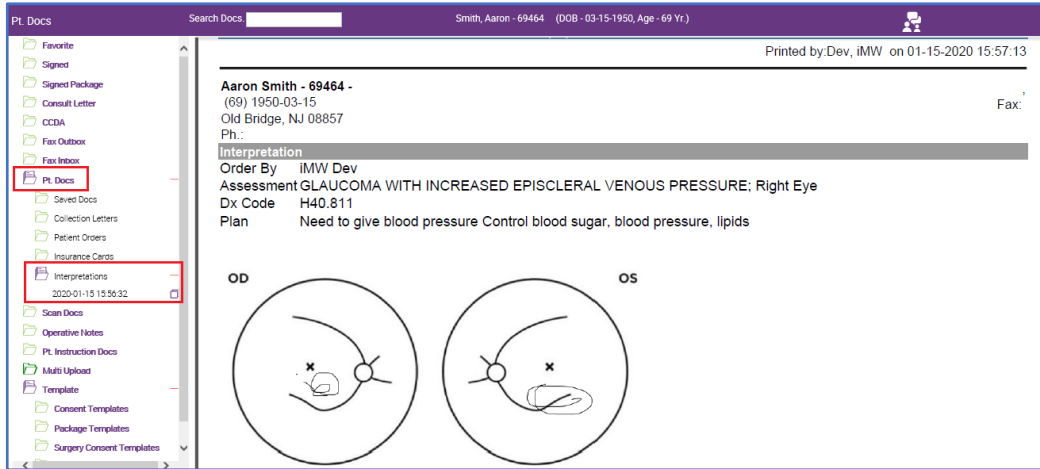 Pt. Docs
Search Docs.
Smith, Aaron - 69464 (DOB - 03-15-1950, Age - 69 Yr.)
Favorite
Signed
Signed Package
Consult Letter
CCDA
Fax Outbox
Fax Inbox
Pt. Docs
Saved Docs
Collection Letters
Patient Orders
Insurance Cards
Interpretations
2020-01-15 15:56:32
Scan Docs
Operative Notes
Pt. Instruction Docs
Multi Upload
Template
Consent Templates
Package Templates
Surgery Consent Templates
Printed by:Dev, iMW on 01-15-2020 15:57:13
Aaron Smith - 69464 -
(69) 1950-03-15
Old Bridge, NJ 08857
Ph.:
,
Fax:
Interpretation
Order By iMW Dev
Assessment GLAUCOMA WITH INCREASED EPISCLERAL VENOUS PRESSURE; Right Eye
Dx Code H40.811
Plan Need to give blood pressure Control blood sugar, blood pressure, lipids
OD
OS